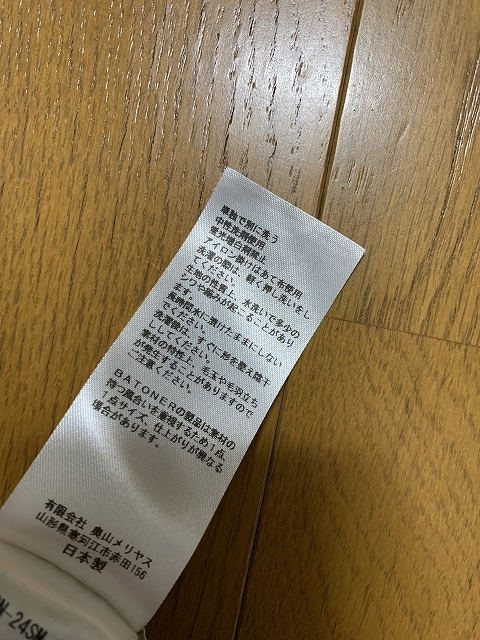 単独で別に洗う
中性洗剤使用
蛍光増白剤禁止
アイロン掛けはあて布使用
洗濯の際は、軽く押し洗いをし
てください。
生地の性質上、水洗いで多少の
シワや縮みが起こることがあり
ます。
長時間水に漬けたままにしない
でください。
洗濯後は、すぐに形を整え陰干
ししてください。
素材の特性上、毛玉や毛羽立ち
が発生することがありますので
ご注意ください。
BATONERの製品は素材の
持つ風合いを重視するため1点、
1点サイズ、仕上がりが異なる
場合があります。
有限会社 奥山メリヤス
山形県寒河江市赤田156
日本製